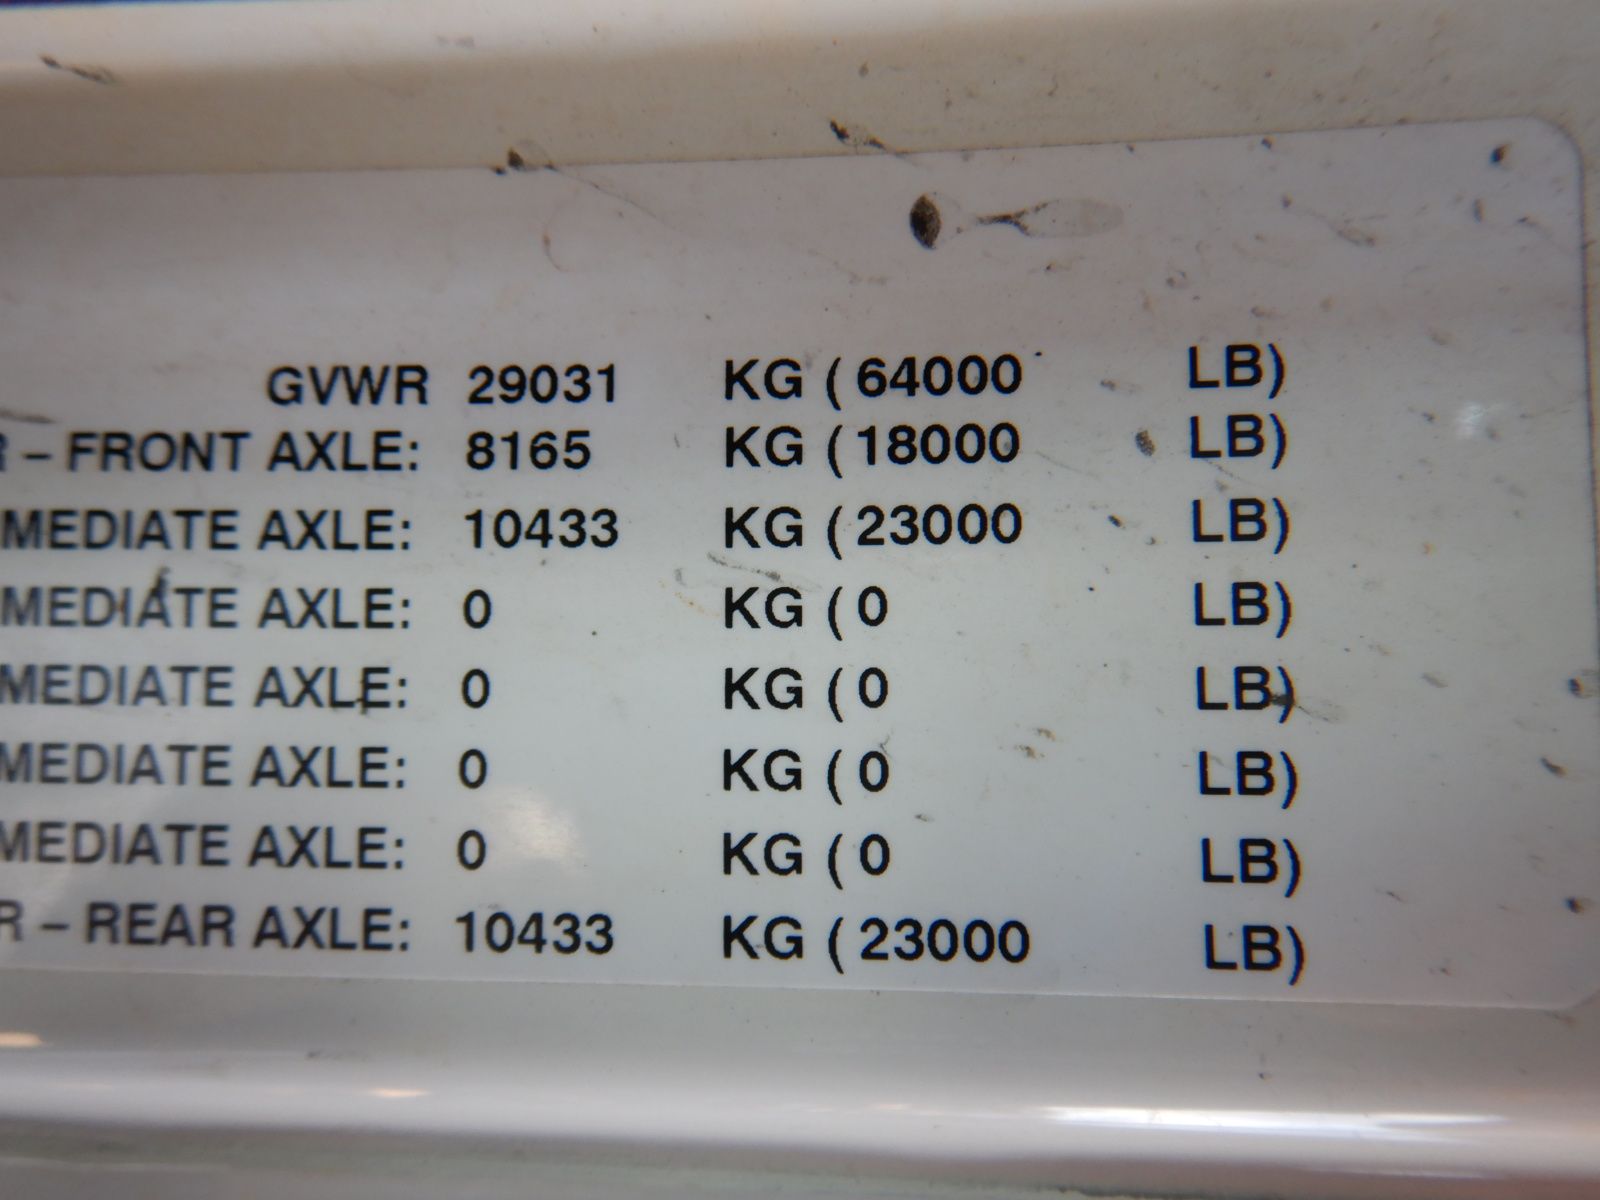 GVWR 29031 KG ( 64000 LB)
R – FRONT AXLE: 8165 KG ( 18000 LB)
MEDIATE AXLE: 10433 KG ( 23000 LB)
MEDIATE AXLE: 0 KG ( 0 LB)
MEDIATE AXLE: 0 KG ( 0 LB)
MEDIATE AXLE: 0 KG ( 0 LB)
MEDIATE AXLE: 0 KG ( 0 LB)
R – REAR AXLE: 10433 KG ( 23000 LB)